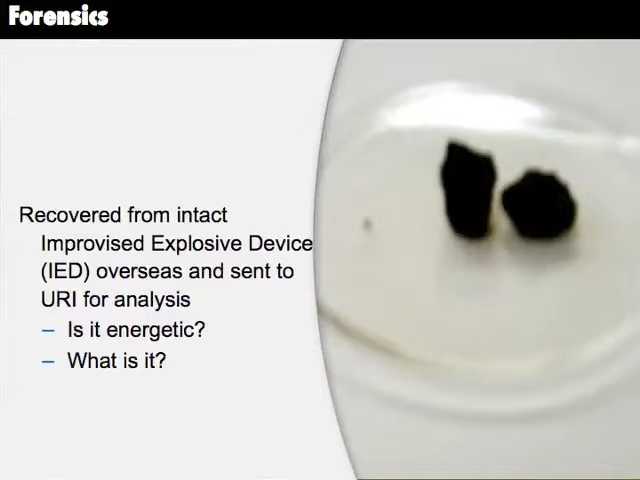 Forensics
Recovered from intact
Improvised Explosive Device
(IED) overseas and sent to
URI for analysis
– Is it energetic?
– What is it?